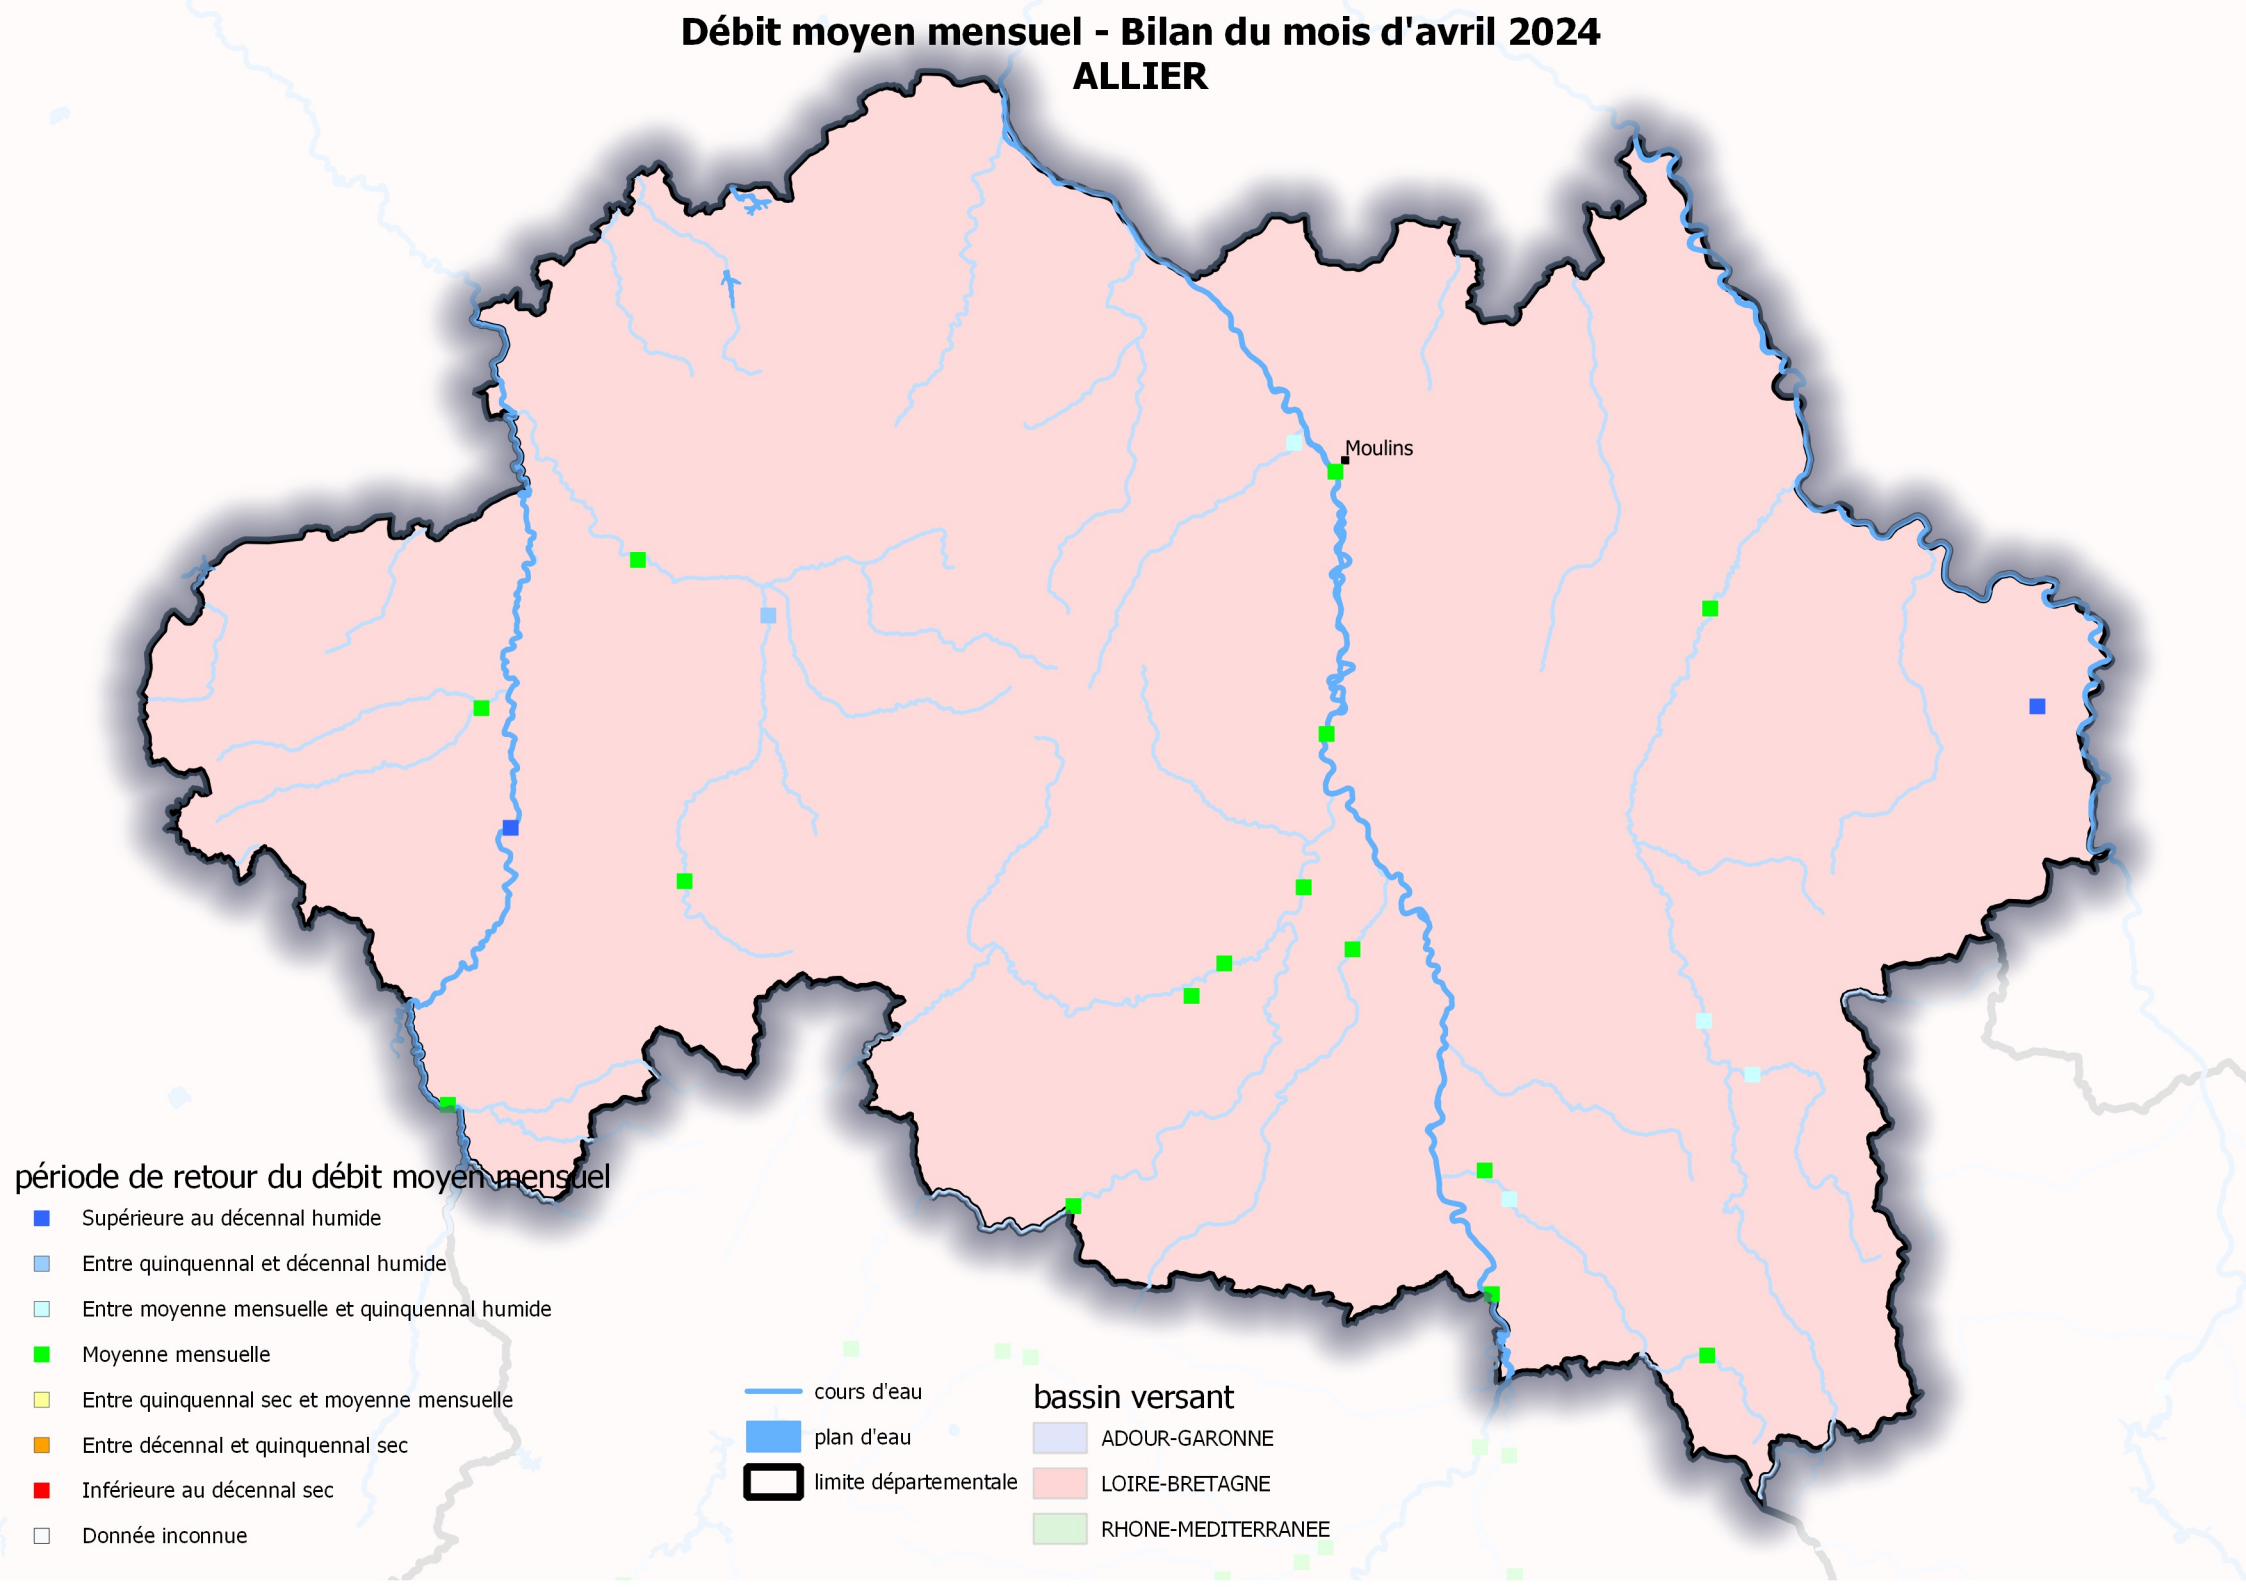 Débit moyen mensuel - Bilan du mois d'avril 2024
ALLIER
Moulins
période de retour du débit moyen mensuel
Supérieure au décennal humide
Entre quinquennal et décennal humide
Entre moyenne mensuelle et quinquennal humide
Moyenne mensuelle
Entre quinquennal sec et moyenne mensuelle
Entre décennal et quinquennal sec
Inférieure au décennal sec
Donnée inconnue
cours d'eau
plan d'eau
limite départementale
bassin versant
ADOUR-GARONNE
LOIRE-BRETAGNE
RHONE-MEDITERRANEE